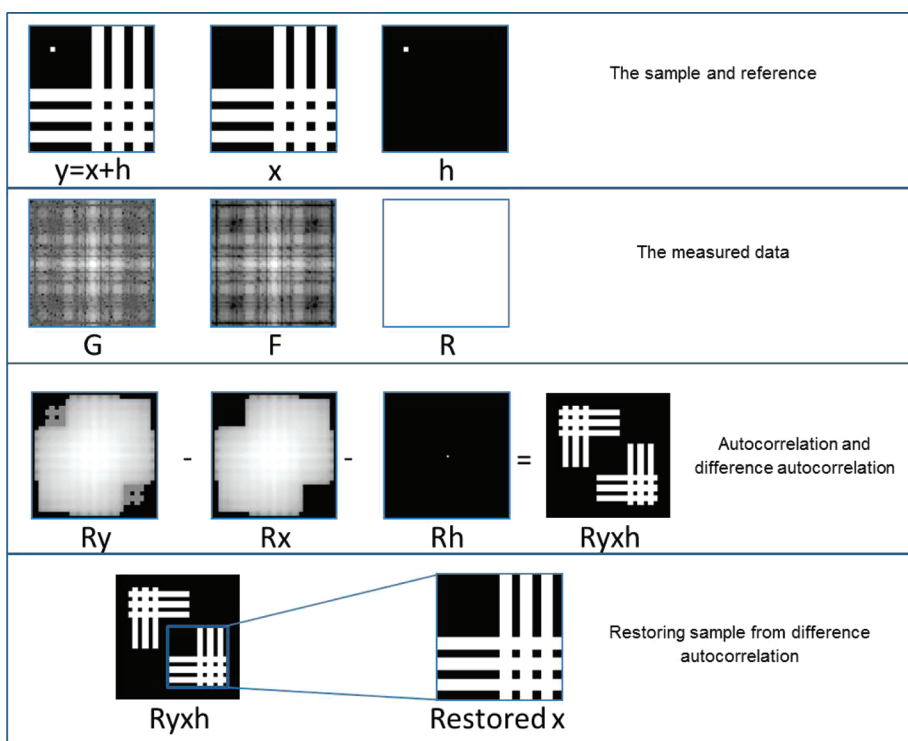 The sample and reference
y=x+h
x
h
The measured data
G
F
R
-
-
=
Autocorrelation and
difference autocorrelation
Ry
Rx
Rh
Ryxh
Restoring sample from difference
autocorrelation
Ryxh
Restored x